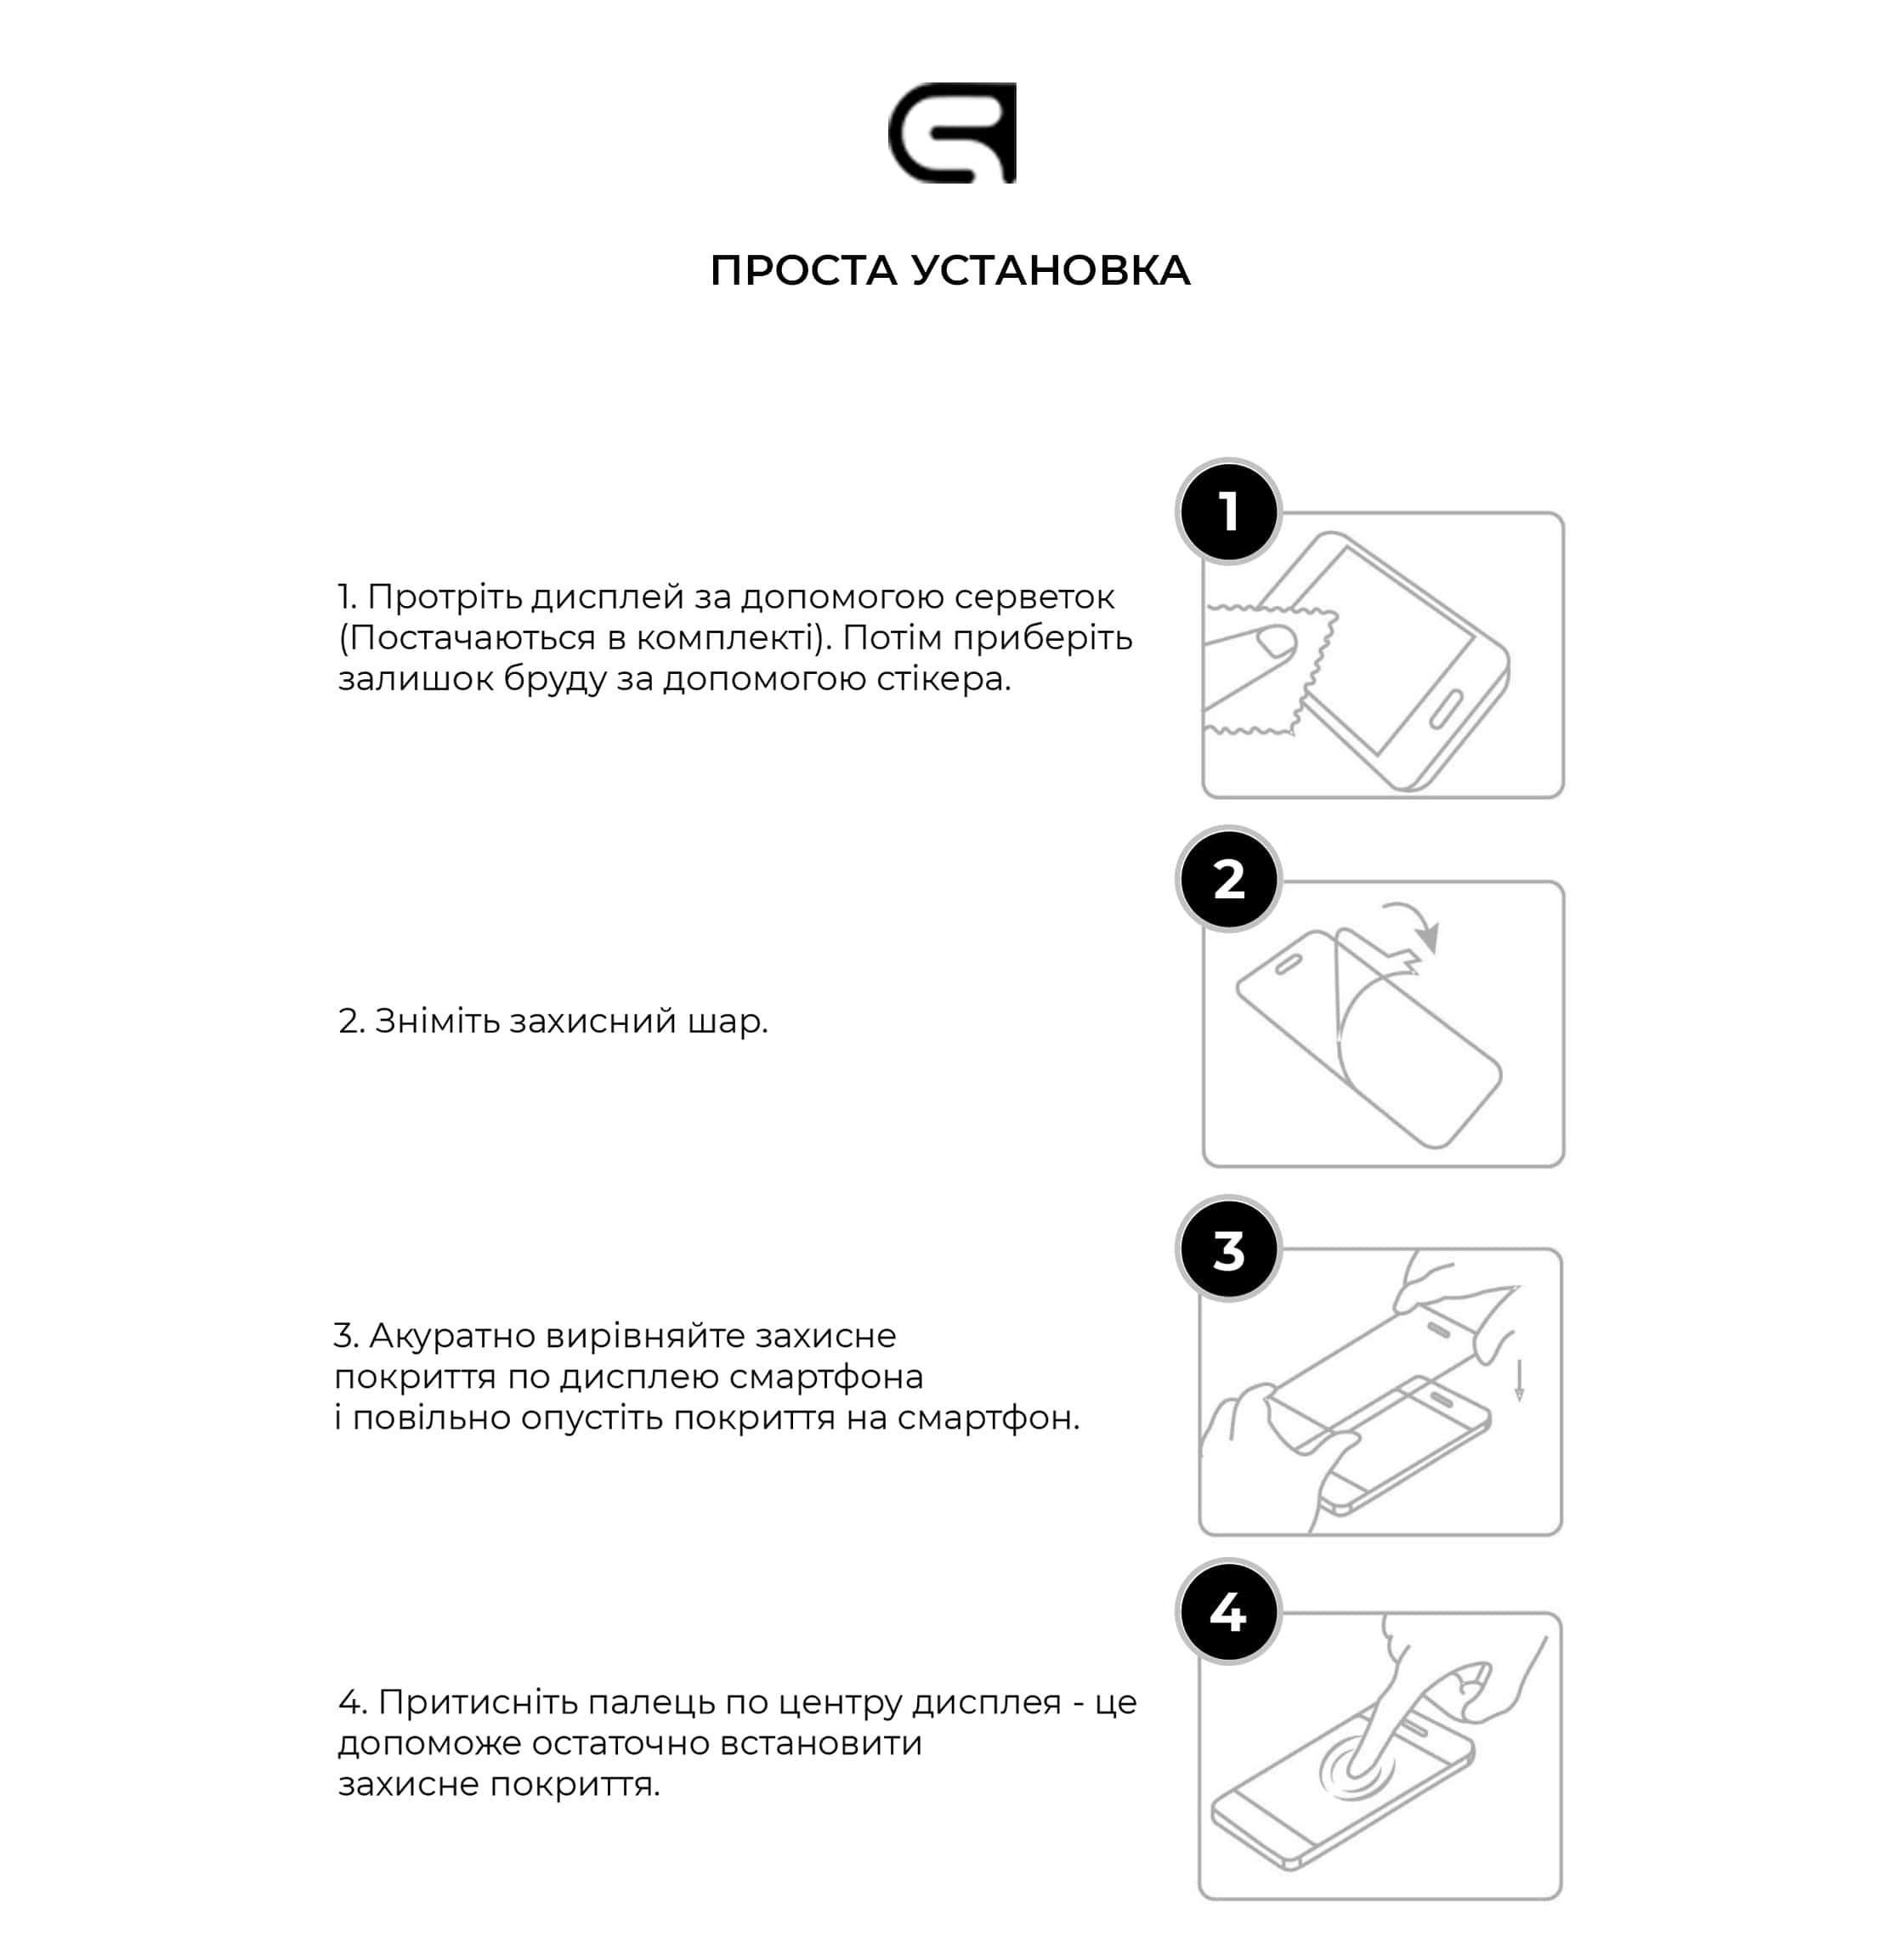 ПРОСТА УСТАНОВКА
1
1. Протріть дисплей за допомогою серветок
(Постачаються в комплекті). Потім приберіть
залишок бруду за допомогою стікера.
2
2. Зніміть захисний шар.
3
3. Акуратно вирівняйте захисне
покриття по дисплею смартфона
і повільно опустіть покриття на смартфон.
4
4. Притисніть палець по центру дисплея - це
допоможе остаточно встановити
захисне покриття.